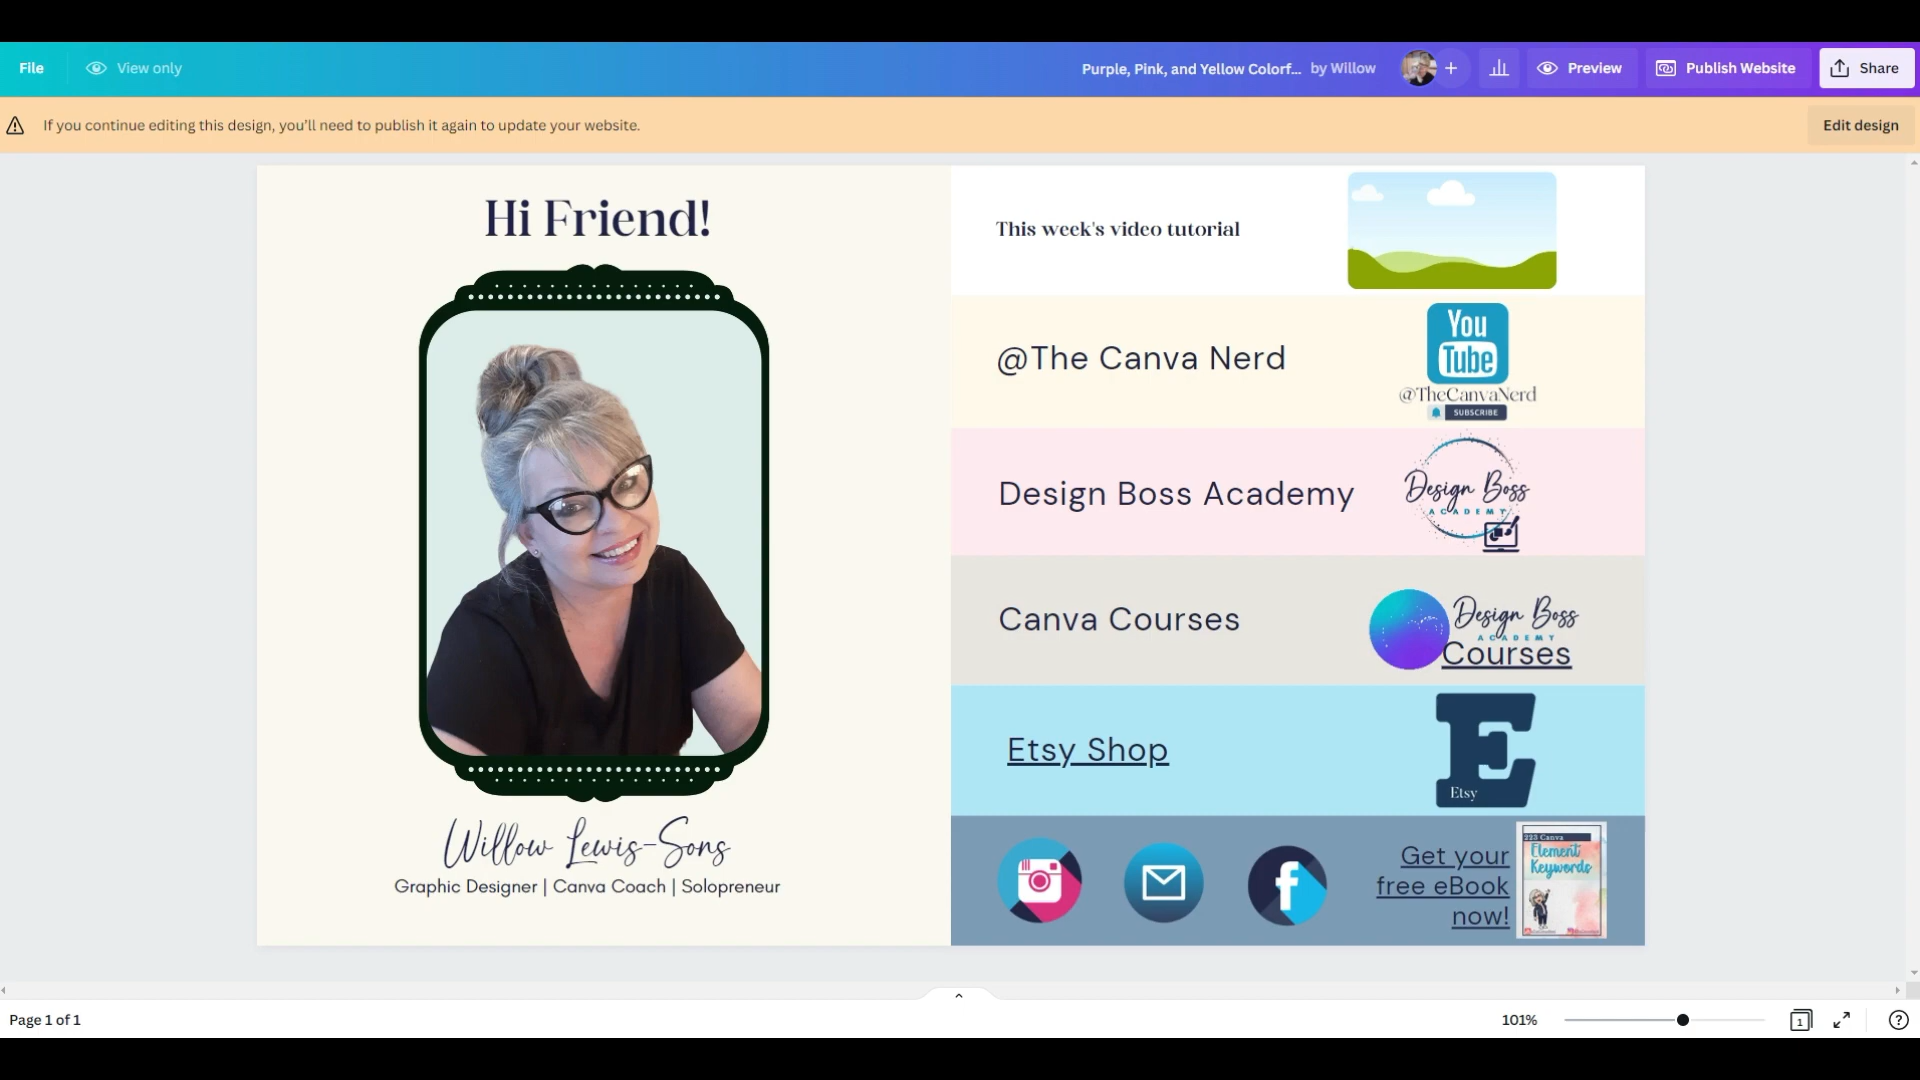 File
View only
Purple, Pink, and Yellow Colorf... by Willow
Preview
Publish Website
Share
If you continue editing this design, you'll need to publish it again to update your website.
Edit design
Hi Friend!
Willow Lewis-Sons
Graphic Designer | Canva Coach | Solopreneur
This week's video tutorial
@The Canva Nerd
You
Tube
@TheCanvaNerd
SUBSCRIBE
Design Boss Academy
Design Boss
ACADEMY
Canva Courses
Design Boss
ACADEMY
Courses
Etsy Shop
E
Etsy
Get your
free eBook
now!
223 Canva
Element
Keywords
Page 1 of 1
101%
1